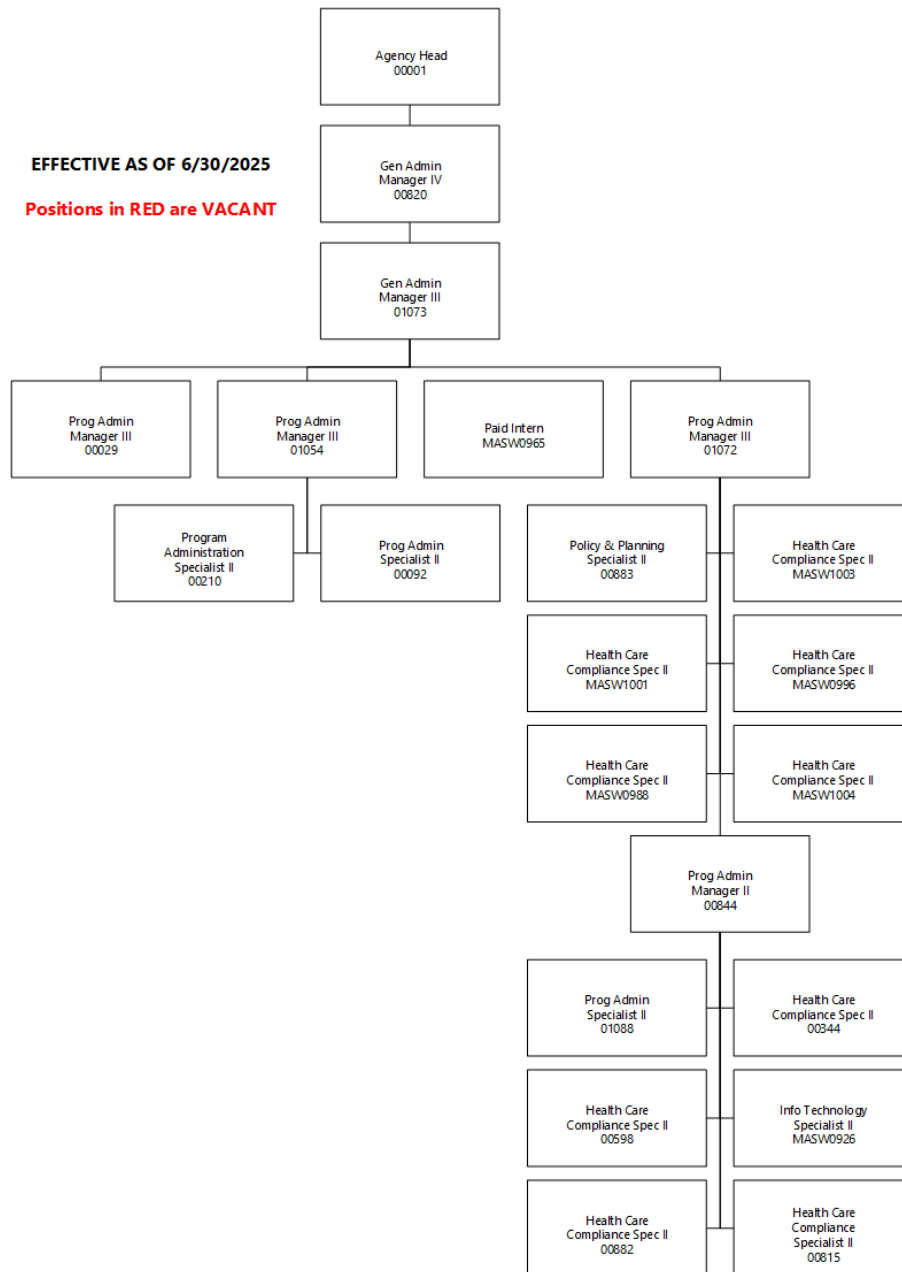 Agency Head
00001
EFFECTIVE AS OF 6/30/2025
Positions in RED are VACANT
Gen Admin
Manager IV
00820
Gen Admin
Manager III
01073
Prog Admin
Manager III
00029
Prog Admin
Manager III
01054
Paid Intern
MASW0965
Prog Admin
Manager III
01072
Program
Administration
Specialist II
00210
Prog Admin
Specialist II
00092
Policy & Planning
Specialist II
00883
Health Care
Compliance Spec II
MASW1003
Health Care
Compliance Spec II
MASW1001
Health Care
Compliance Spec II
MASW0996
Health Care
Compliance Spec II
MASW0988
Health Care
Compliance Spec II
MASW1004
Prog Admin
Manager II
00844
Prog Admin
Specialist II
01088
Health Care
Compliance Spec II
00344
Health Care
Compliance Spec II
00598
Info Technology
Specialist II
MASW0926
Health Care
Compliance Spec II
00882
Health Care
Compliance
Specialist II
00815